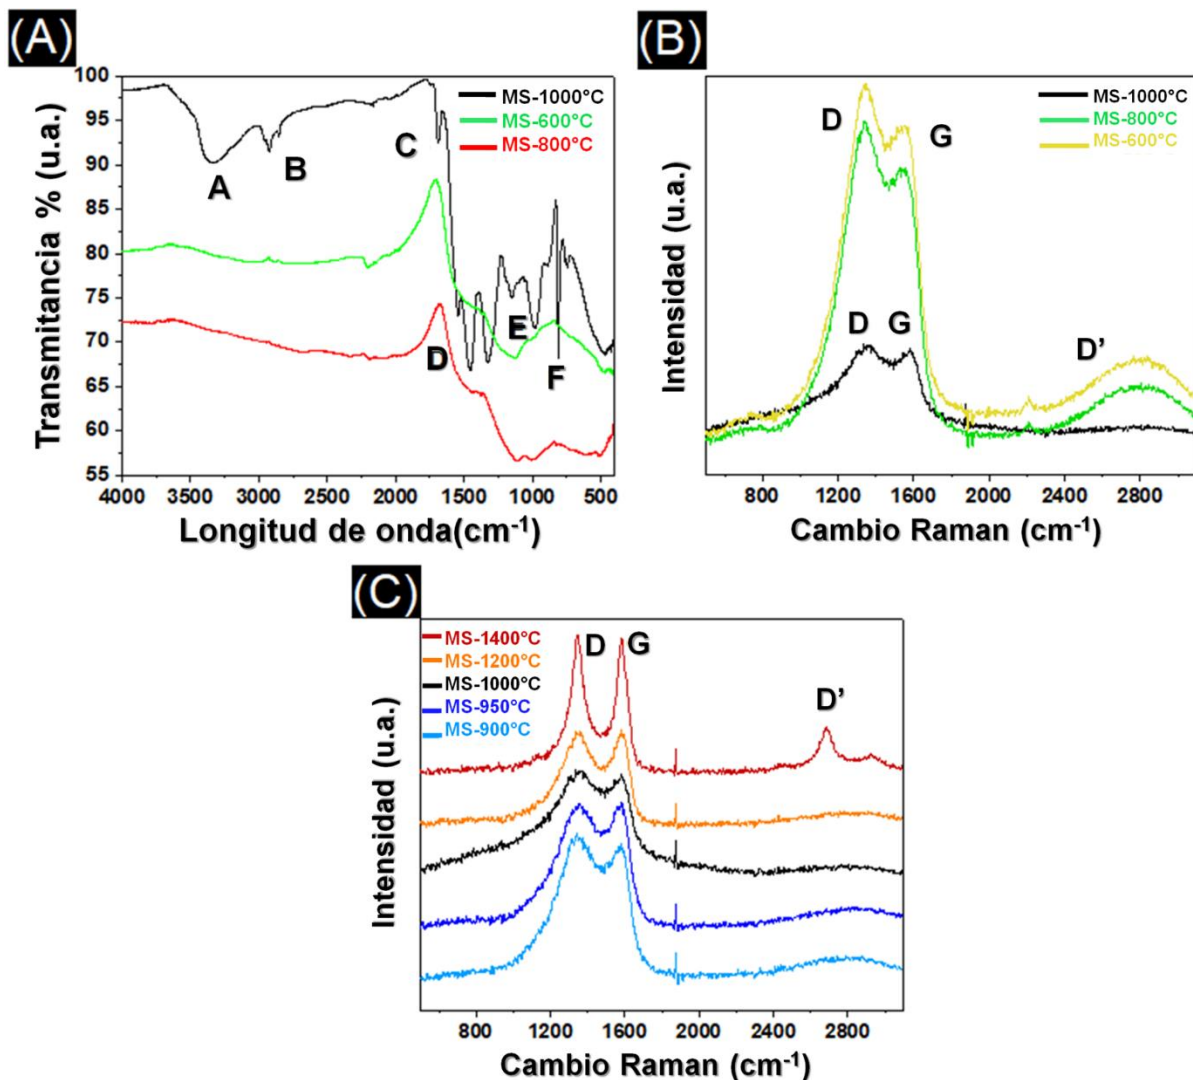 (A)
Transmitancia % (u.a.)
100
95
90
85
80
75
70
65
60
55
MS-1000°C
MS-600°C
MS-800°C
A
B
C
D
E
F
4000 3500 3000 2500 2000 1500 1000 500
Longitud de onda(cm-1)
(B)
Intensidad (u.a.)
MS-1000°C
MS-800°C
MS-600°C
D
G
D G
D’
800 1200 1600 2000 2400 2800
Cambio Raman (cm-1)
(C)
Intensidad (u.a.)
MS-1400°C
MS-1200°C
MS-1000°C
MS-950°C
MS-900°C
D G
D’
800 1200 1600 2000 2400 2800
Cambio Raman (cm-1)